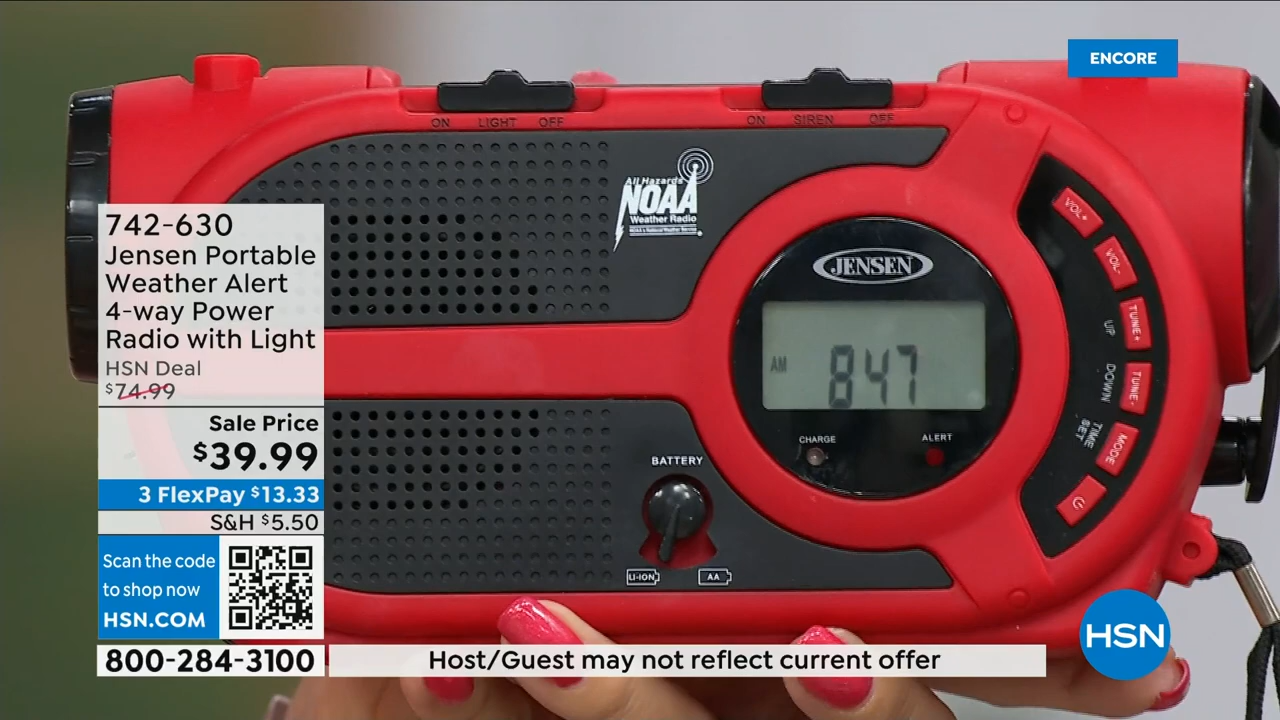 ENCORE
ON LIGHT OFF
ON SIREN OFF
All Hazards
NOAA
Weather Radio
VOL+
VOL-
TUNE+
UP
TUNE-
DOWN
MODE
TIME SET
JENSEN
AM 847
CHARGE
ALERT
BATTERY
LI-ION
AA
742-630
Jensen Portable
Weather Alert
4-way Power
Radio with Light
HSN Deal
$74.99
Sale Price
$39.99
3 FlexPay $13.33
S&H $5.50
Scan the code
to shop now
HSN.COM
800-284-3100
Host/Guest may not reflect current offer
HSN